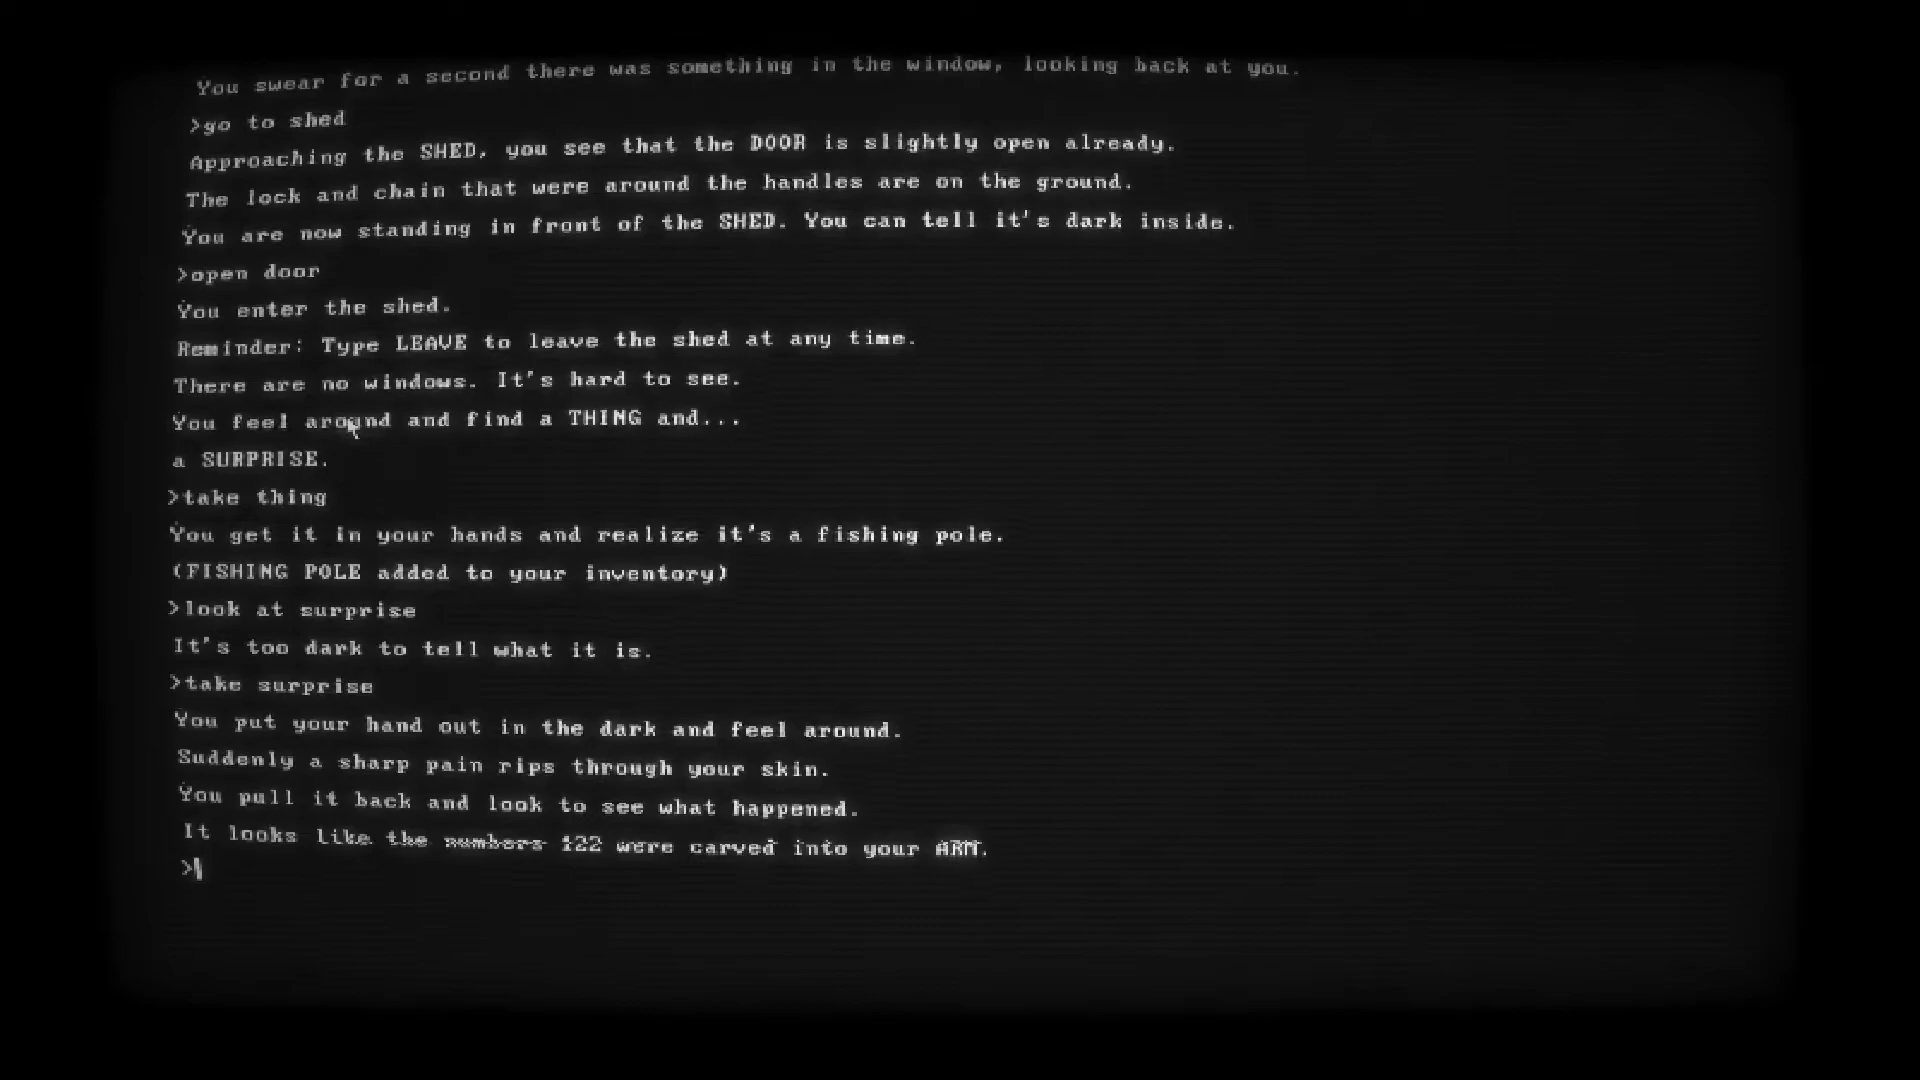 You swear for a second there was something in the window, looking back at you.
>go to shed
Approaching the SHED, you see that the DOOR is slightly open already.
The lock and chain that were around the handles are on the ground.
You are now standing in front of the SHED. You can tell it's dark inside.
>open door
You enter the shed.
Reminder: Type LEAVE to leave the shed at any time.
There are no windows. It's hard to see.
You feel around and find a THING and...
a SURPRISE.
>take thing
You get it in your hands and realize it's a fishing pole.
(FISHING POLE added to your inventory)
>look at surprise
It's too dark to tell what it is.
>take surprise
You put your hand out in the dark and feel around.
Suddenly a sharp pain rips through your skin.
You pull it back and look to see what happened.
It looks like the numbers 122 were carved into your ARM.
>